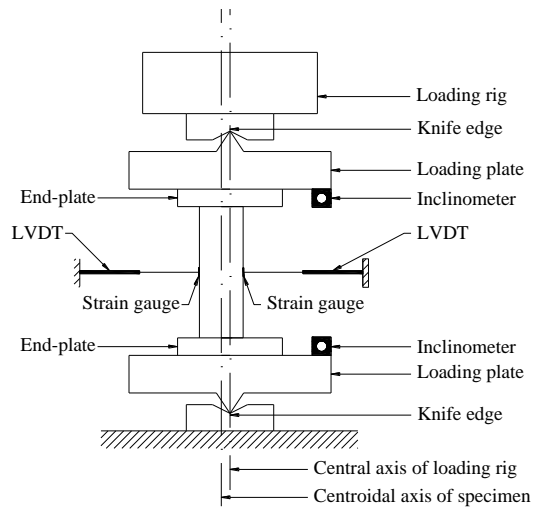 Loading rig
Knife edge
Loading plate
End-plate
Inclinometer
LVDT
LVDT
Strain gauge
Strain gauge
End-plate
Inclinometer
Loading plate
Knife edge
Central axis of loading rig
Centroidal axis of specimen